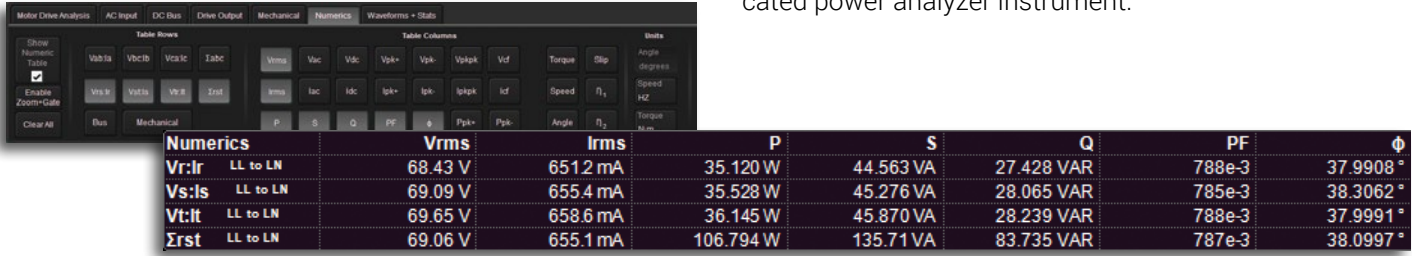 cated power analyzer instrument.
Motor Drive Analysis AC Input DC Bus Drive Output Mechanical Numerics Waveforms + Stats
Table Rows Table Columns Units
Show Numeric Table
Vab:Ia Vbc:Ib Vca:Ic Σabc Vrms Vac Vdc Vpk+ Vpk- Vpkpk Vcf Torque Slip Angle degrees
Enable Zoom+Gate
Vrs:Ir Vst:Is Vtr:It Σrst Irms Iac Idc Ipk+ Ipk- Ipkpk Icf Speed η1 Speed HZ
Clear All Bus Mechanical P S Q PF ϕ Ppk+ Ppk- Angle η2 Torque N·m
Numerics Vrms Irms P S Q PF ϕ
Vr:Ir LL to LN 68.43 V 651.2 mA 35.120 W 44.563 VA 27.428 VAR 788e-3 37.9908 °
Vs:Is LL to LN 69.09 V 655.4 mA 35.528 W 45.276 VA 28.065 VAR 785e-3 38.3062 °
Vt:It LL to LN 69.65 V 658.6 mA 36.145 W 45.870 VA 28.239 VAR 788e-3 37.9991 °
Σrst LL to LN 69.06 V 655.1 mA 106.794 W 135.71 VA 83.735 VAR 787e-3 38.0997 °